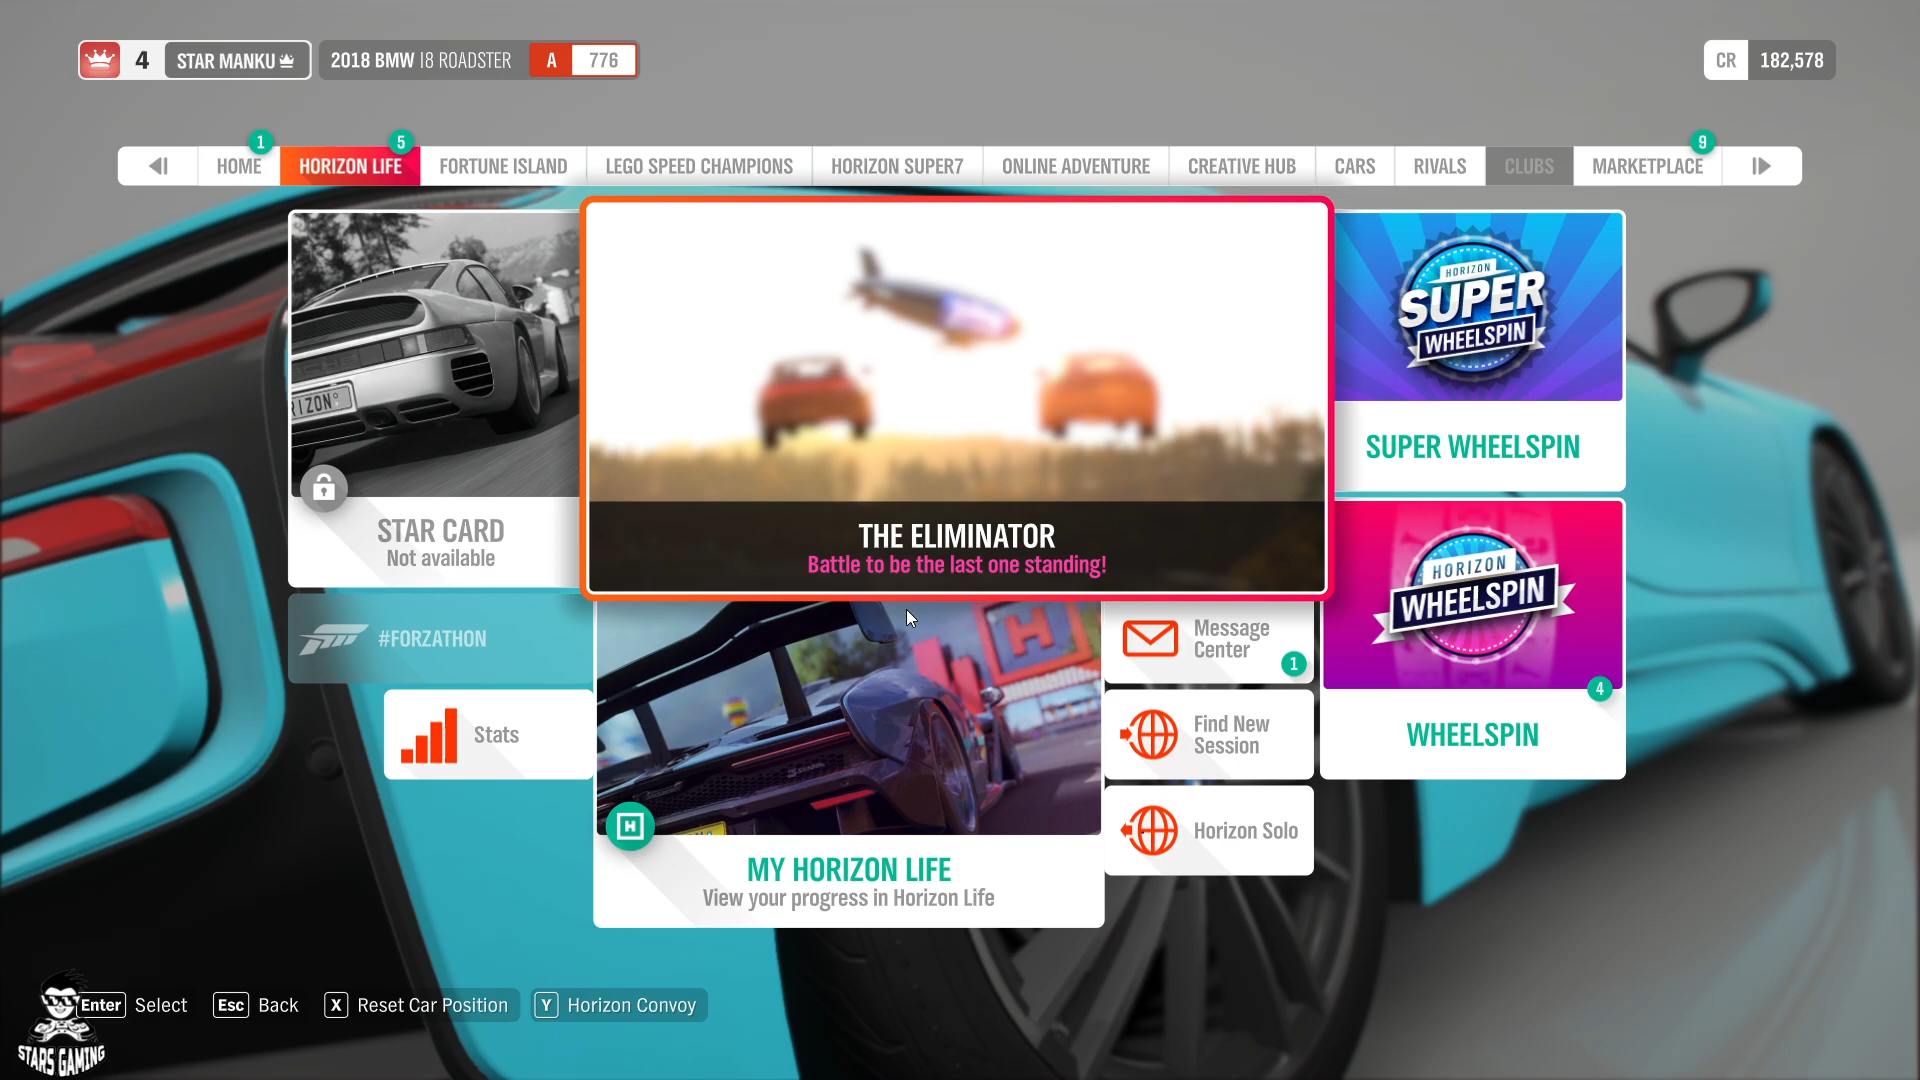 4 STAR MANKU 2018 BMW I8 ROADSTER A 776
CR 182,578
1 5 9
HOME HORIZON LIFE FORTUNE ISLAND LEGO SPEED CHAMPIONS HORIZON SUPER7 ONLINE ADVENTURE CREATIVE HUB CARS RIVALS CLUBS MARKETPLACE
RIZON
STAR CARD
Not available
THE ELIMINATOR
Battle to be the last one standing!
HORIZON
SUPER
WHEELSPIN
SUPER WHEELSPIN
#FORZATHON
Stats
H
MY HORIZON LIFE
View your progress in Horizon Life
Message
Center
1
Find New
Session
Horizon Solo
HORIZON
WHEELSPIN
4
WHEELSPIN
Enter Select Esc Back X Reset Car Position Y Horizon Convoy
STARS GAMING